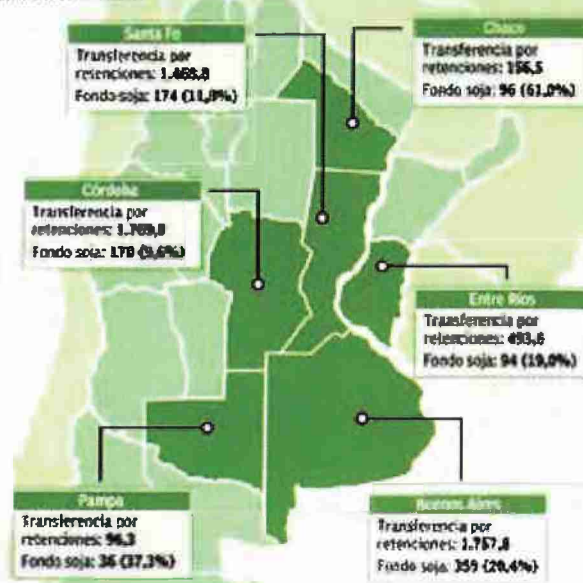 Santa Fe
Transferencia por
retenciones: 1.468,8
Fondo soja: 174 (11,8%)
Chaco
Transferencia por
retenciones: 156,5
Fondo soja: 96 (61,0%)
Córdoba
Transferencia por
retenciones:
Fondo soja: 170 (9,6%)
Entre Ríos
Transferencia por
retenciones: 493,6
Fondo soja: 94 (19,0%)
Pampa
Transferencia por
retenciones: 96,3
Fondo soja: 36 (37,3%)
Buenos Aires
Transferencia por
retenciones: 1.757,8
Fondo soja: 359 (20,4%)